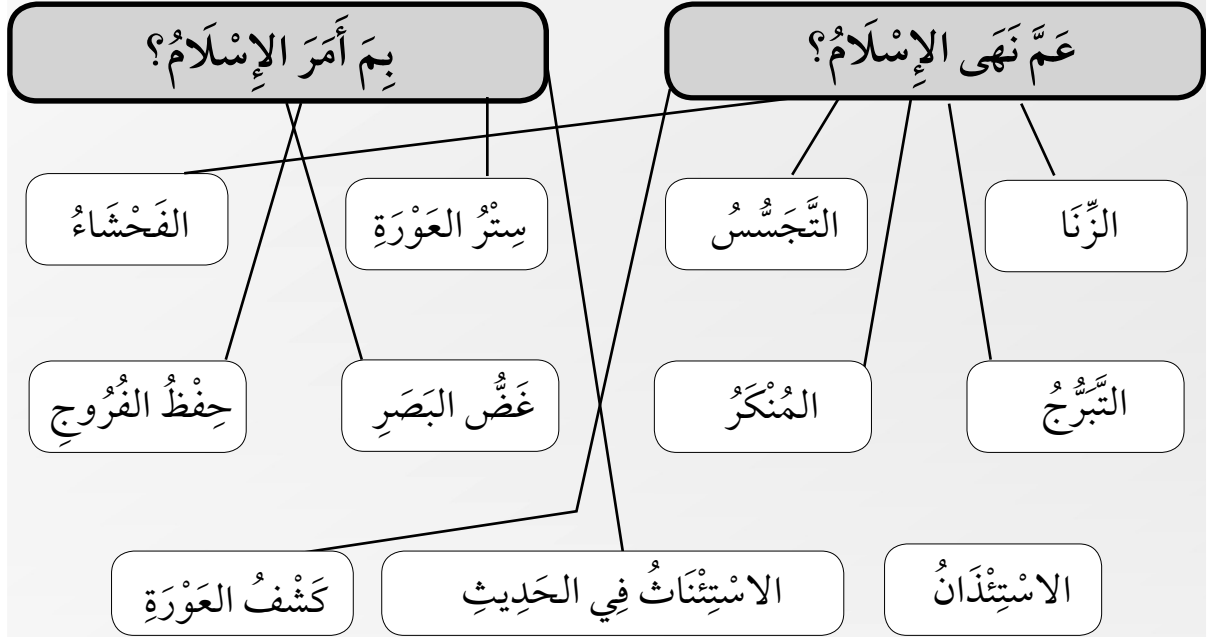 عَمَّ نَهَى الإِسْلَامُ؟
بِمَ أَمَرَ الإِسْلَامُ؟
الزِّنَا
التَّجَسُّسُ
سِتْرُ العَوْرَةِ
الفَحْشَاءُ
التَّبَرُّجُ
المُنْكَرُ
غَضُّ البَصَرِ
حِفْظُ الفُرُوجِ
الاسْتِئْذَانُ
الاسْتِئْنَاثُ فِي الحَدِيثِ
كَشْفُ العَوْرَةِ